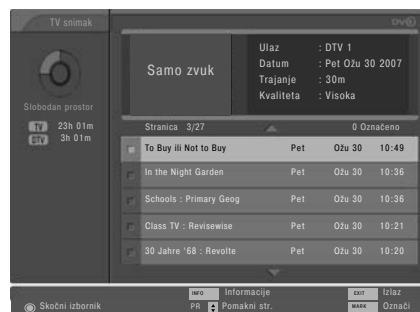 TV snimak
DVR
Samo zvuk
Ulaz : DTV 1
Datum : Pet Ožu 30 2007
Trajanje : 30m
Kvaliteta : Visoka
Slobodan prostor
TV 23h 01m
DTV 3h 01m
Stranica 3/27 0 Označeno
To Buy ili Not to Buy Pet Ožu 30 10:49
In the Night Garden Pet Ožu 30 10:36
Schools : Primary Geog Pet Ožu 30 10:36
Class TV : Revisewise Pet Ožu 30 10:21
30 Jahre '68 : Revolte Pet Ožu 30 10:20
INFO Informacije EXIT Izlaz
Skočni izbornik PR Pomakni str. MARK Označi